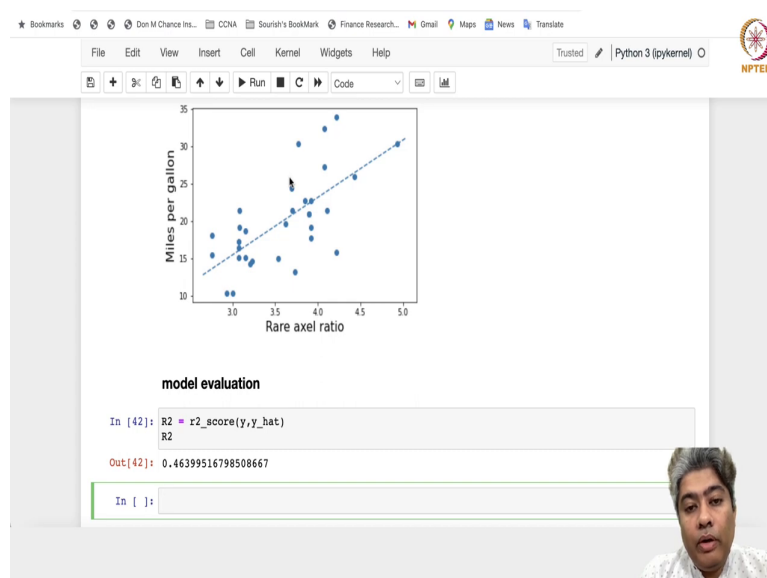 Bookmarks Don M Chance Ins... CCNA Sourish's BookMark Finance Research... Gmail Maps News Translate
File Edit View Insert Cell Kernel Widgets Help Trusted Python 3 (ipykernel)
Run Code
NPTEL
35
30
25
20
15
10
Miles per gallon
3.0 3.5 4.0 4.5 5.0
Rare axel ratio
model evaluation
In [42]: R2 = r2_score(y,y_hat)
R2
Out[42]: 0.46399516798508667
In [ ]: